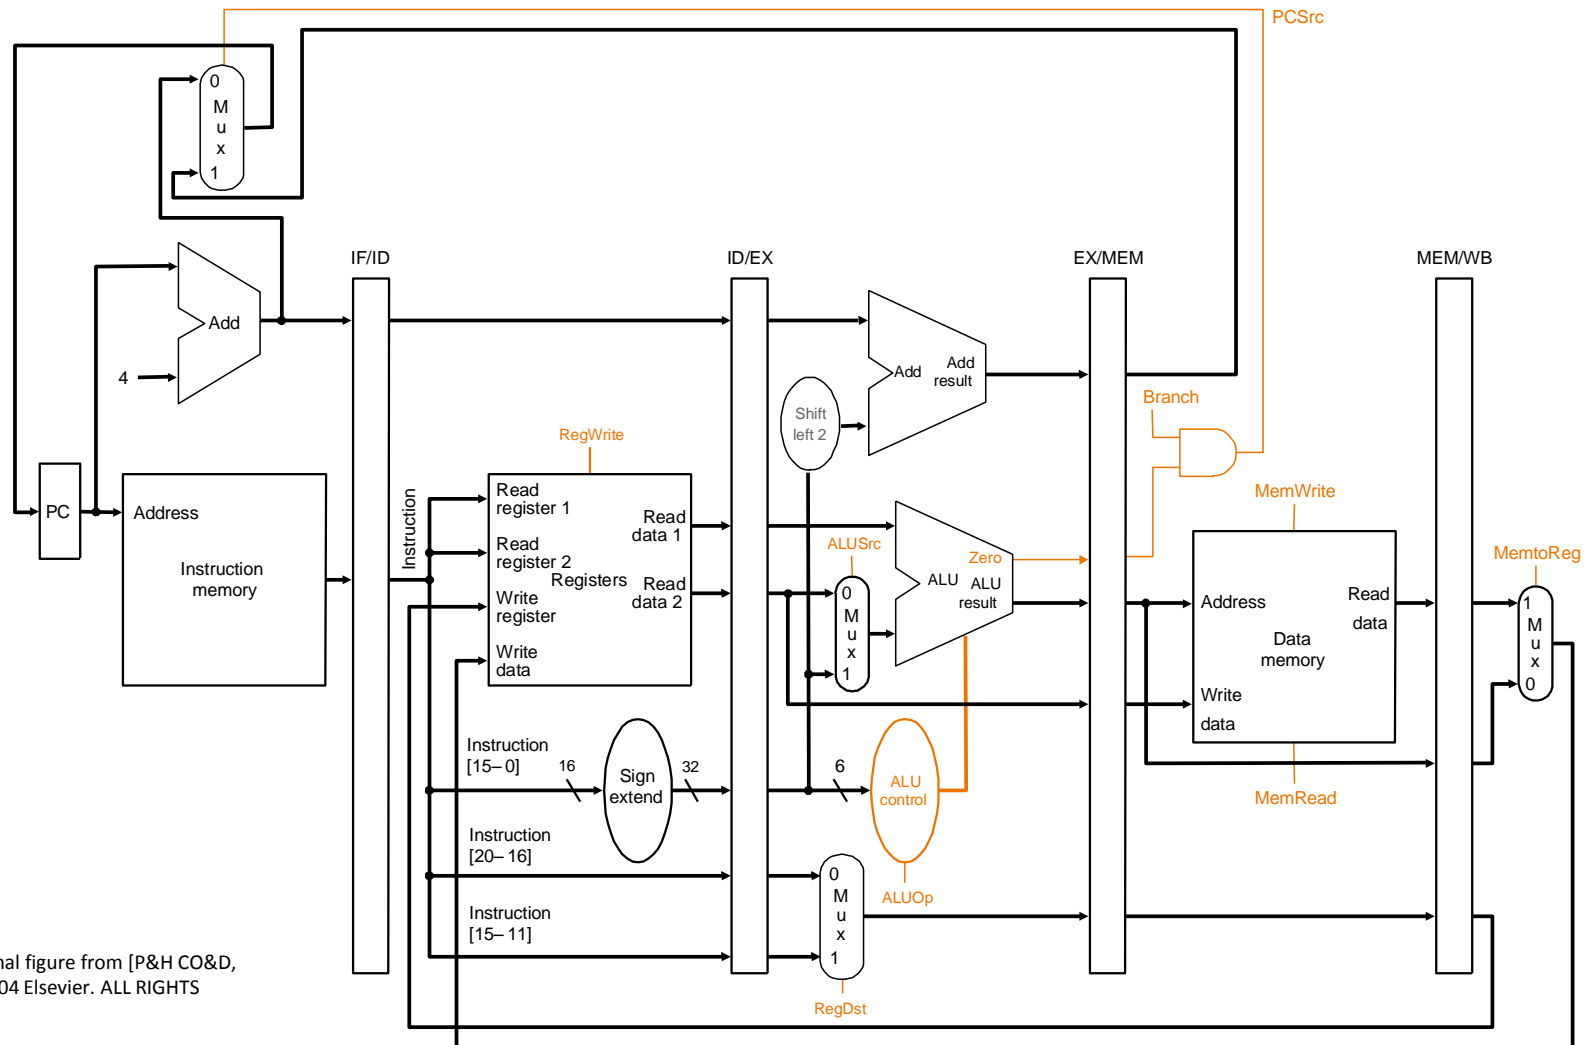 PCSrc
0
M
u
x
1
IF/ID
ID/EX
EX/MEM
MEM/WB
Add
4
Add
Add
result
Shift
left 2
Branch
RegWrite
PC
Address
Instruction
memory
Instruction
Read
register 1
Read
register 2
Write
register
Write
data
Registers
Read
data 1
Read
data 2
ALUSrc
0
M
u
x
1
Zero
ALU
ALU
result
MemWrite
Address
Read
data
Data
memory
Write
data
MemRead
MemtoReg
1
M
u
x
0
Instruction
[15–0]
16
Sign
extend
32
6
ALU
control
ALUOp
Instruction
[20–16]
Instruction
[15–11]
0
M
u
x
1
RegDst
nal figure from [P&H CO&D,
04 Elsevier. ALL RIGHTS